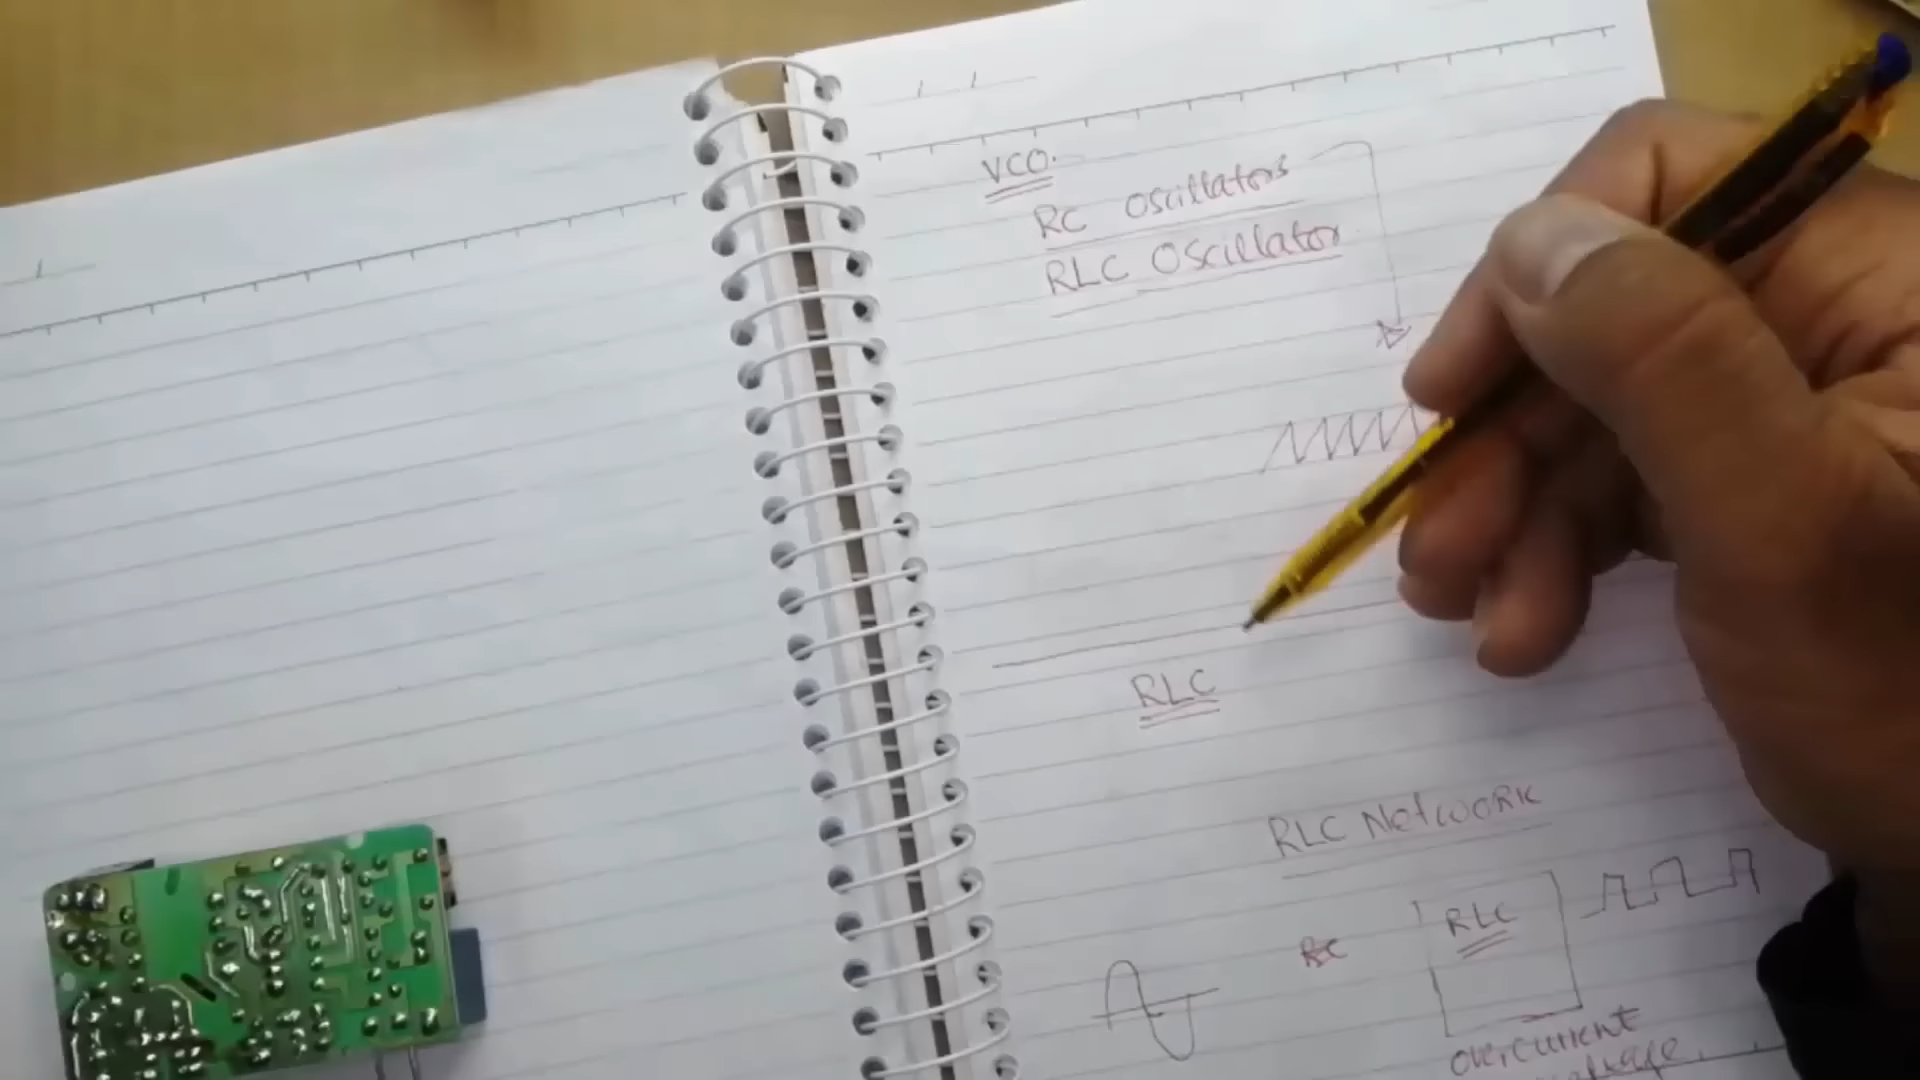 VCO.
RC Oscillators
RLC Oscillator
RLC
RLC NetwORK
RLC
RC
overcurrent